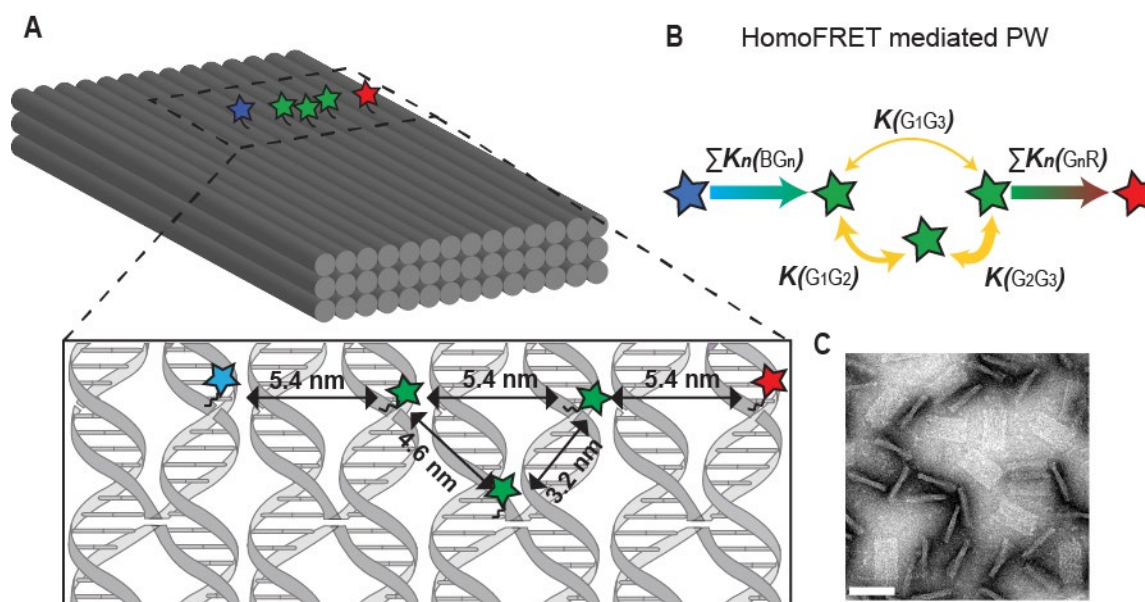 A
B
HomoFRET mediated PW
K(G1G3)
∑Kn(BGn)
∑Kn(GnR)
K(G1G2)
K(G2G3)
C
5.4 nm
5.4 nm
5.4 nm
4.6 nm
3.2 nm